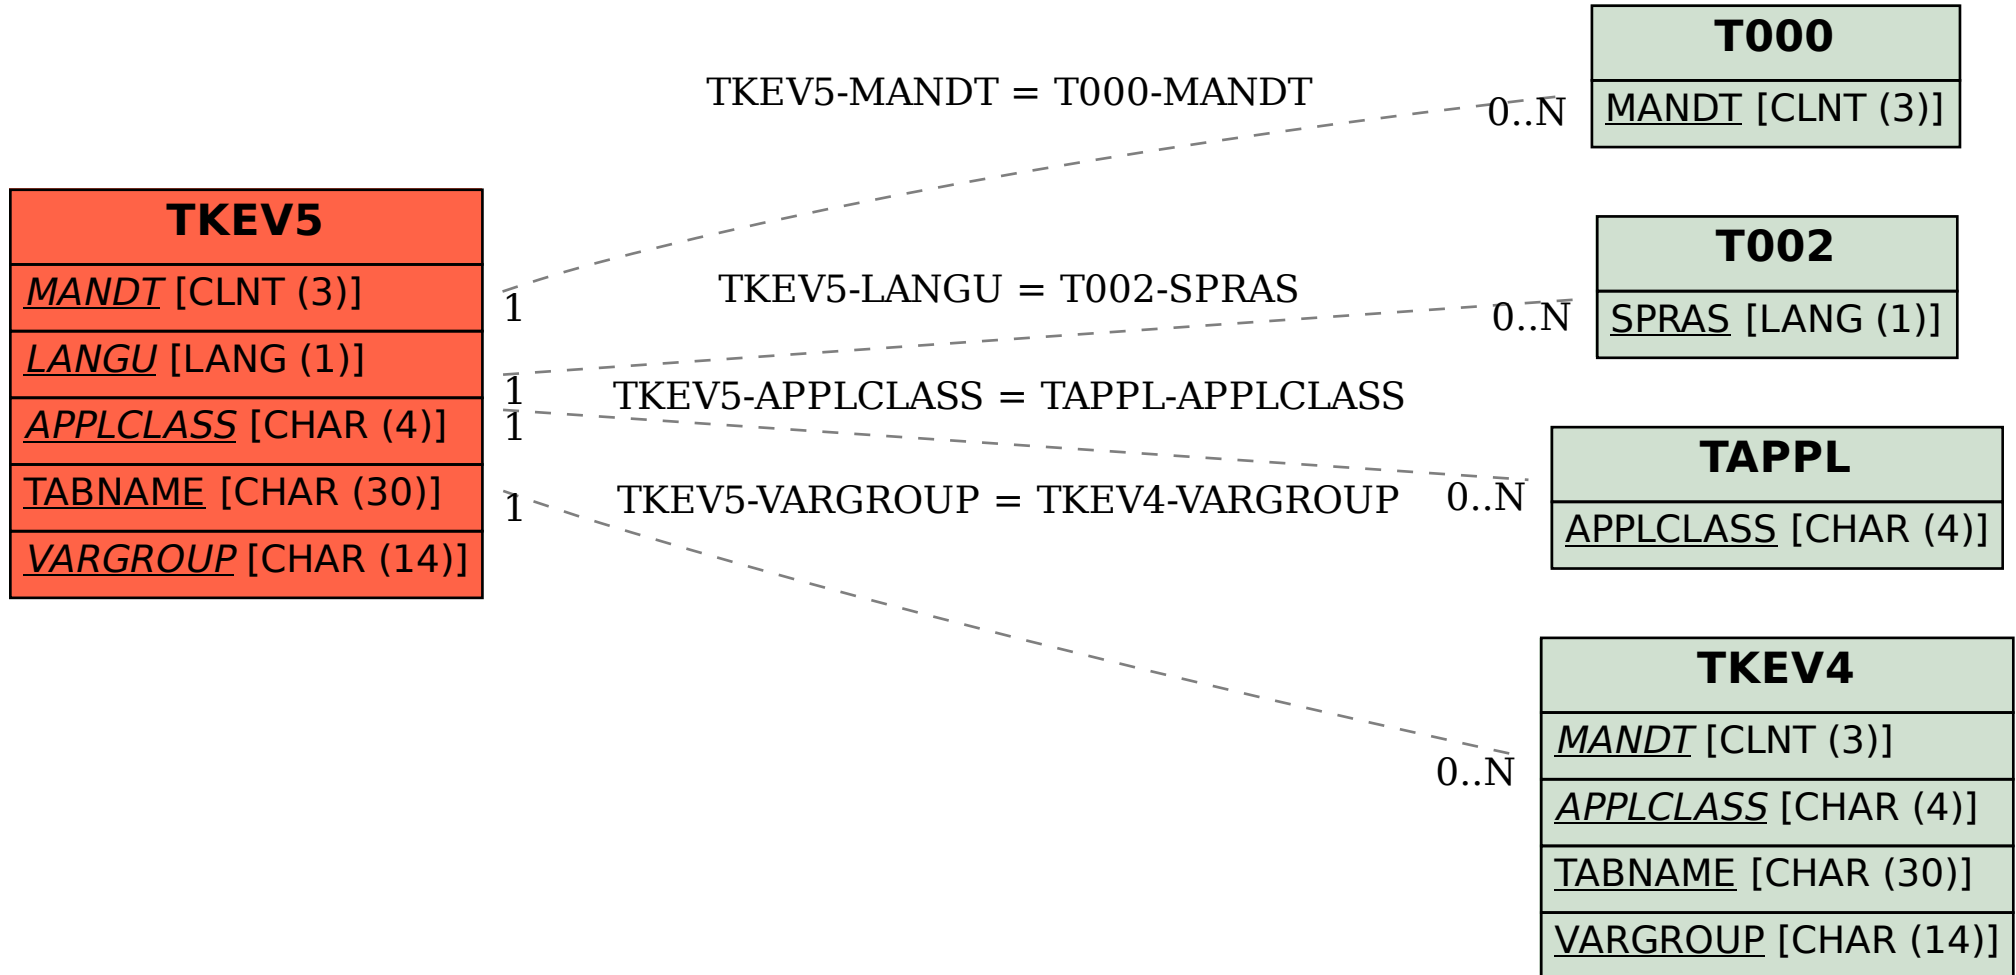 TKEV5
MANDT [CLNT (3)]
LANGU [LANG (1)]
APPLCLASS [CHAR (4)]
TABNAME [CHAR (30)]
VARGROUP [CHAR (14)]
TKEV5-MANDT = T000-MANDT
1
0..N
TKEV5-LANGU = T002-SPRAS
1
0..N
TKEV5-APPLCLASS = TAPPL-APPLCLASS
1
0..N
TKEV5-VARGROUP = TKEV4-VARGROUP
1
0..N
T000
MANDT [CLNT (3)]
T002
SPRAS [LANG (1)]
TAPPL
APPLCLASS [CHAR (4)]
TKEV4
MANDT [CLNT (3)]
APPLCLASS [CHAR (4)]
TABNAME [CHAR (30)]
VARGROUP [CHAR (14)]